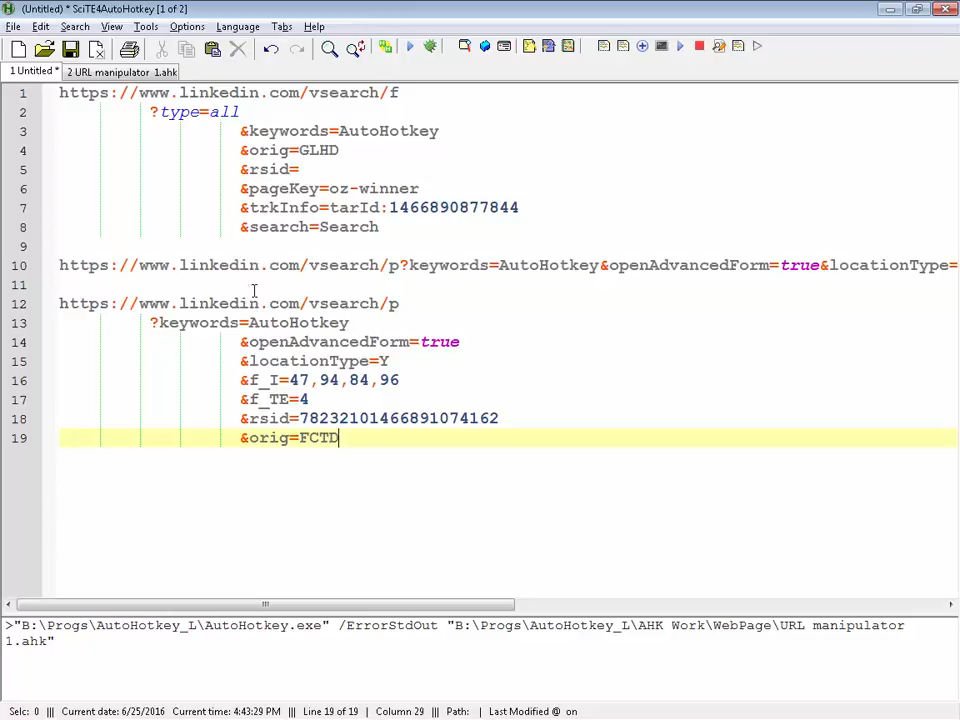 (Untitled) * SciTE4AutoHotkey [1 of 2]
File Edit Search View Tools Options Language Tabs Help
1 Untitled * 2 URL manipulator 1.ahk
1 https://www.linkedin.com/vsearch/f
2 ?type=all
3 &keywords=AutoHotkey
4 &orig=GLHD
5 &rsid=
6 &pageKey=oz-winner
7 &trkInfo=tarId:1466890877844
8 &search=Search
9
10 https://www.linkedin.com/vsearch/p?keywords=AutoHotkey&openAdvancedForm=true&locationType=
11
12 https://www.linkedin.com/vsearch/p
13 ?keywords=AutoHotkey
14 &openAdvancedForm=true
15 &locationType=Y
16 &f_I=47,94,84,96
17 &f_TE=4
18 &rsid=78232101466891074162
19 &orig=FCTD
>"B:\Progs\AutoHotkey_L\AutoHotkey.exe" /ErrorStdOut "B:\Progs\AutoHotkey_L\AHK Work\WebPage\URL manipulator
1.ahk"
Selc: 0 ||| Current date: 6/25/2016 Current time: 4:43:29 PM ||| Line 19 of 19 ||| Column 29 ||| Path: ||| Last Modified @ on